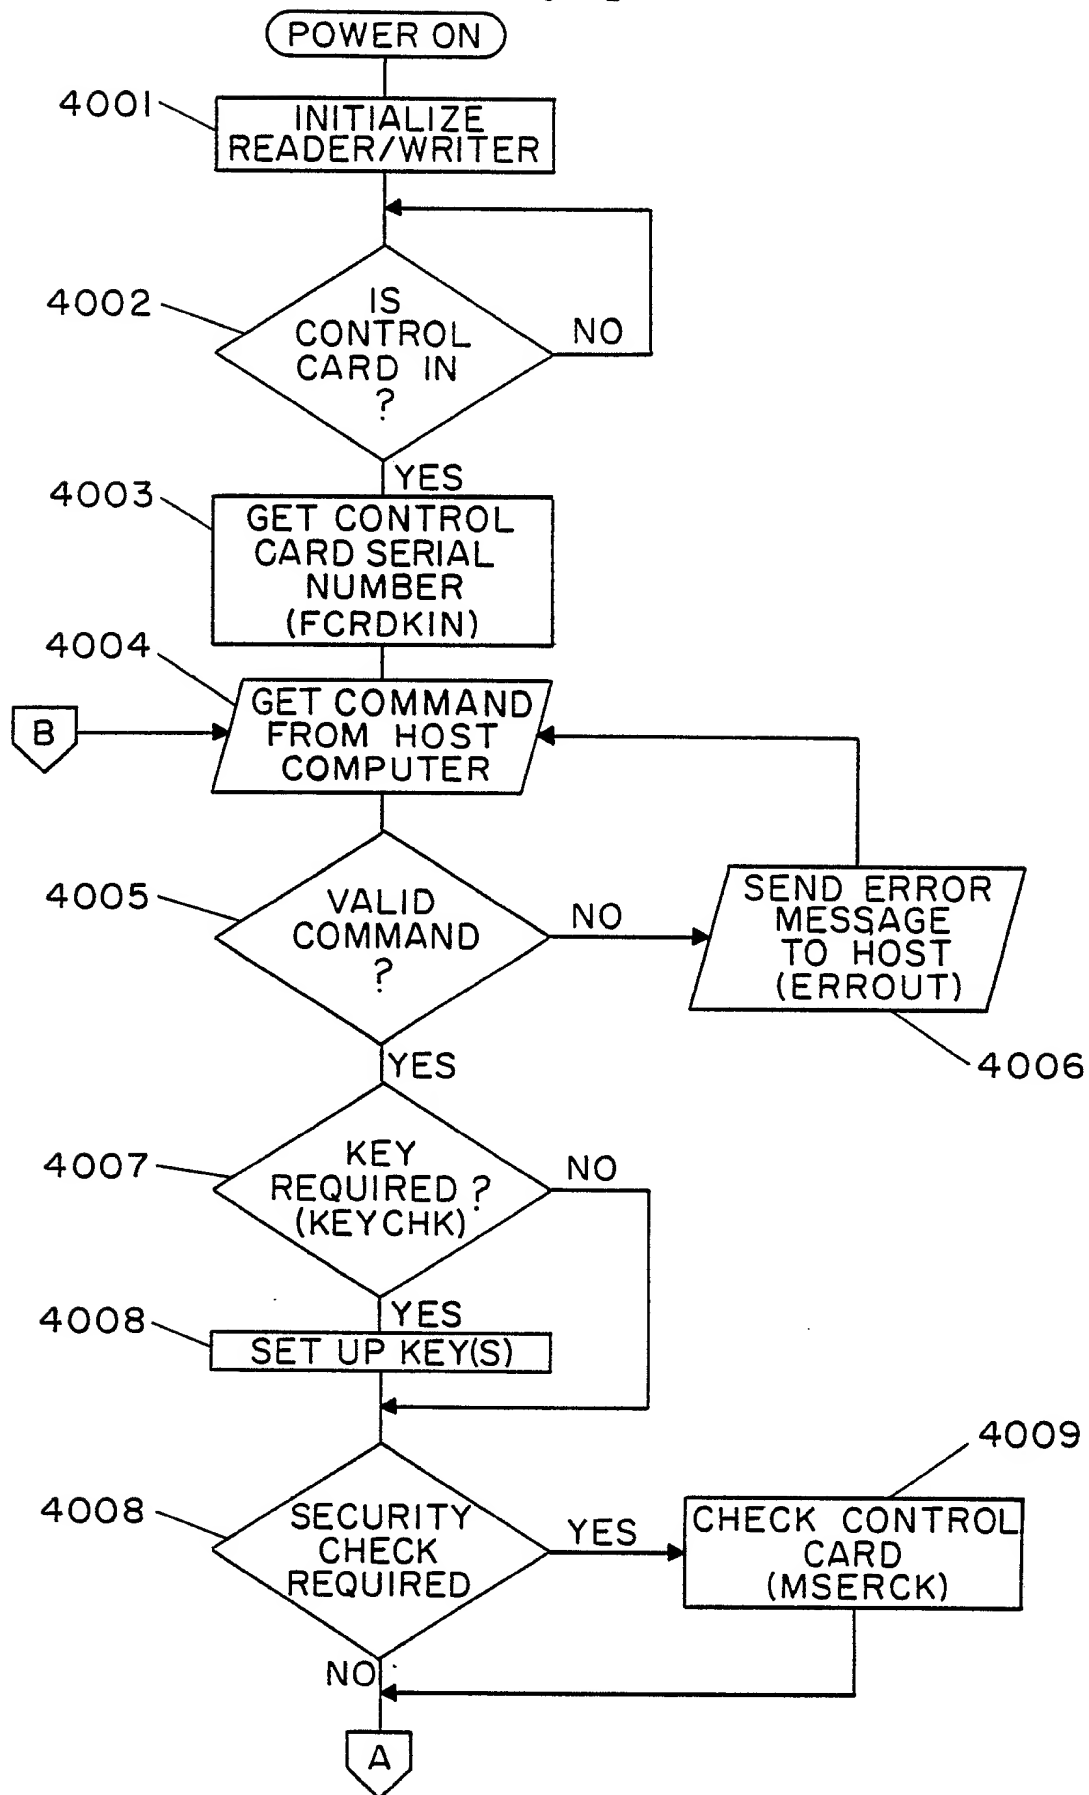 POWER ON
4001
INITIALIZE
READER/WRITER
4002
IS
CONTROL
CARD IN
?
NO
YES
4003
GET CONTROL
CARD SERIAL
NUMBER
(FCRDKIN)
4004
B
GET COMMAND
FROM HOST
COMPUTER
4005
VALID
COMMAND
?
NO
SEND ERROR
MESSAGE
TO HOST
(ERROUT)
4006
YES
4007
KEY
REQUIRED ?
(KEYCHK)
NO
YES
4008
SET UP KEY(S)
4008
SECURITY
CHECK
REQUIRED
YES
4009
CHECK CONTROL
CARD
(MSERCK)
NO
A